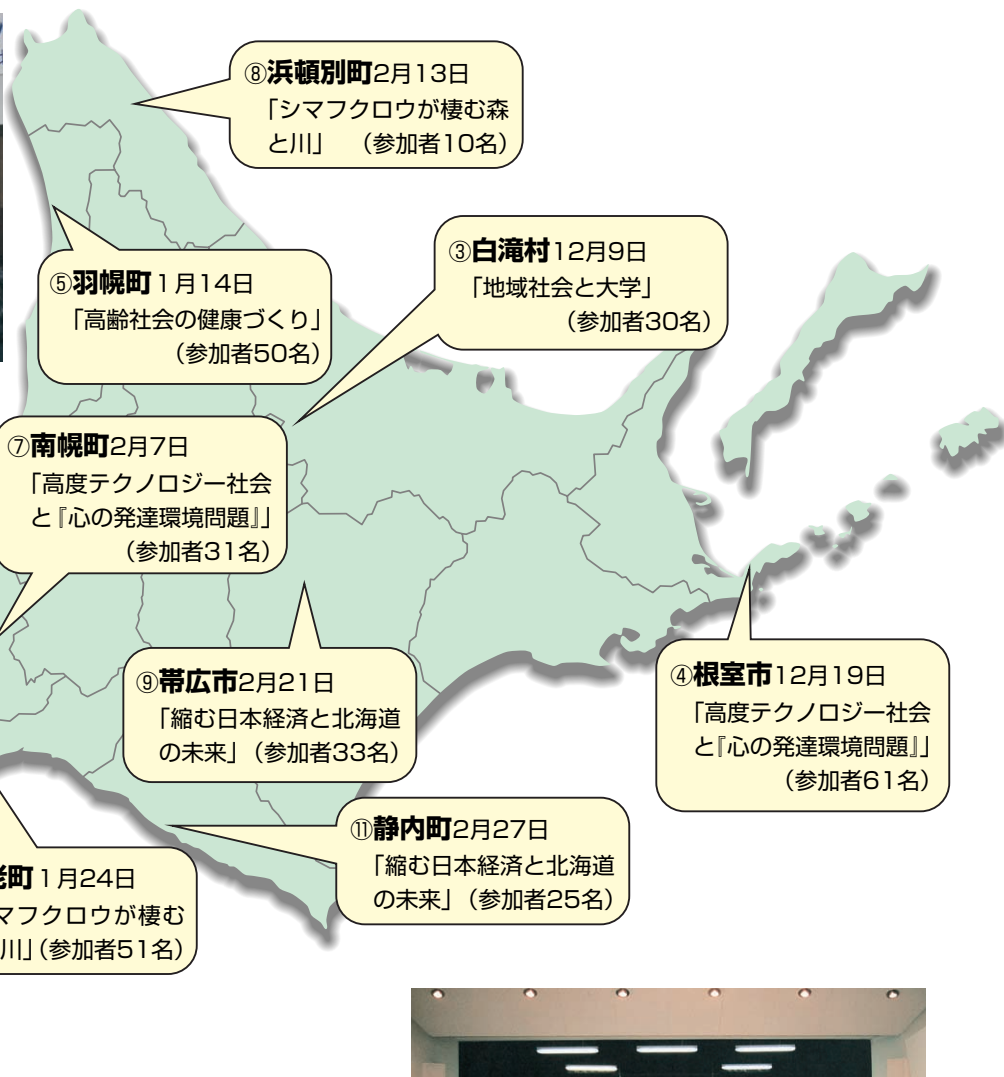 ⑧浜頓別町2月13日
「シマフクロウが棲む森
と川」　（参加者10名）
③白滝村12月9日
「地域社会と大学」
（参加者30名）
⑤羽幌町1月14日
「高齢社会の健康づくり」
（参加者50名）
⑦南幌町2月7日
「高度テクノロジー社会
と『心の発達環境問題』」
（参加者31名）
⑨帯広市2月21日
「縮む日本経済と北海道
の未来」（参加者33名）
④根室市12月19日
「高度テクノロジー社会
と『心の発達環境問題』」
（参加者61名）
⑪静内町2月27日
「縮む日本経済と北海道
の未来」（参加者25名）
老町1月24日
マフクロウが棲む
川」（参加者51名）